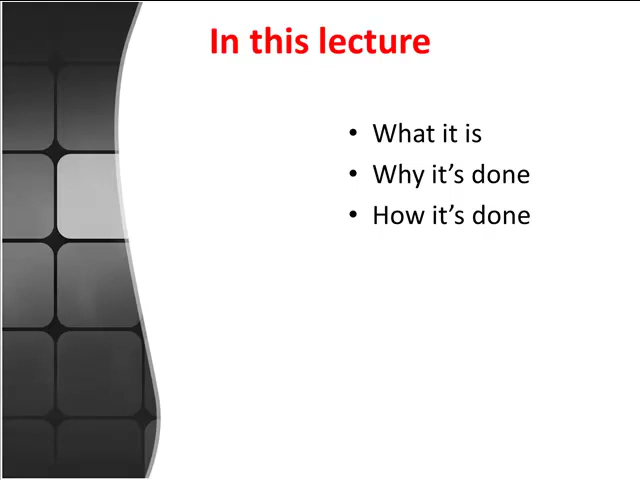 In this lecture
• What it is
• Why it’s done
• How it’s done